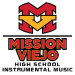 MISSION
VIEJO
HIGH SCHOOL
INSTRUMENTAL MUSIC